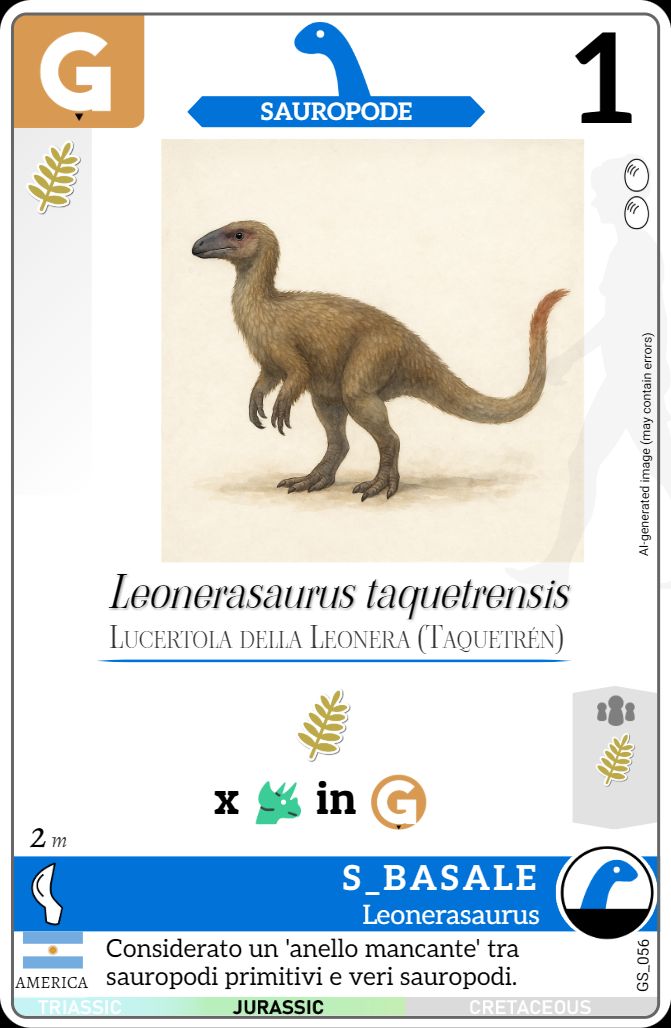 G
SAUROPODE
1
AI-generated image (may contain errors)
Leonerasaurus taquetrensis
Lucertola della Leonera (Taquetrén)
x in G
2 m
S_BASALE
Leonerasaurus
Considerato un 'anello mancante' tra
sauropodi primitivi e veri sauropodi.
AMERICA
GS_056
TRIASSIC JURASSIC CRETACEOUS